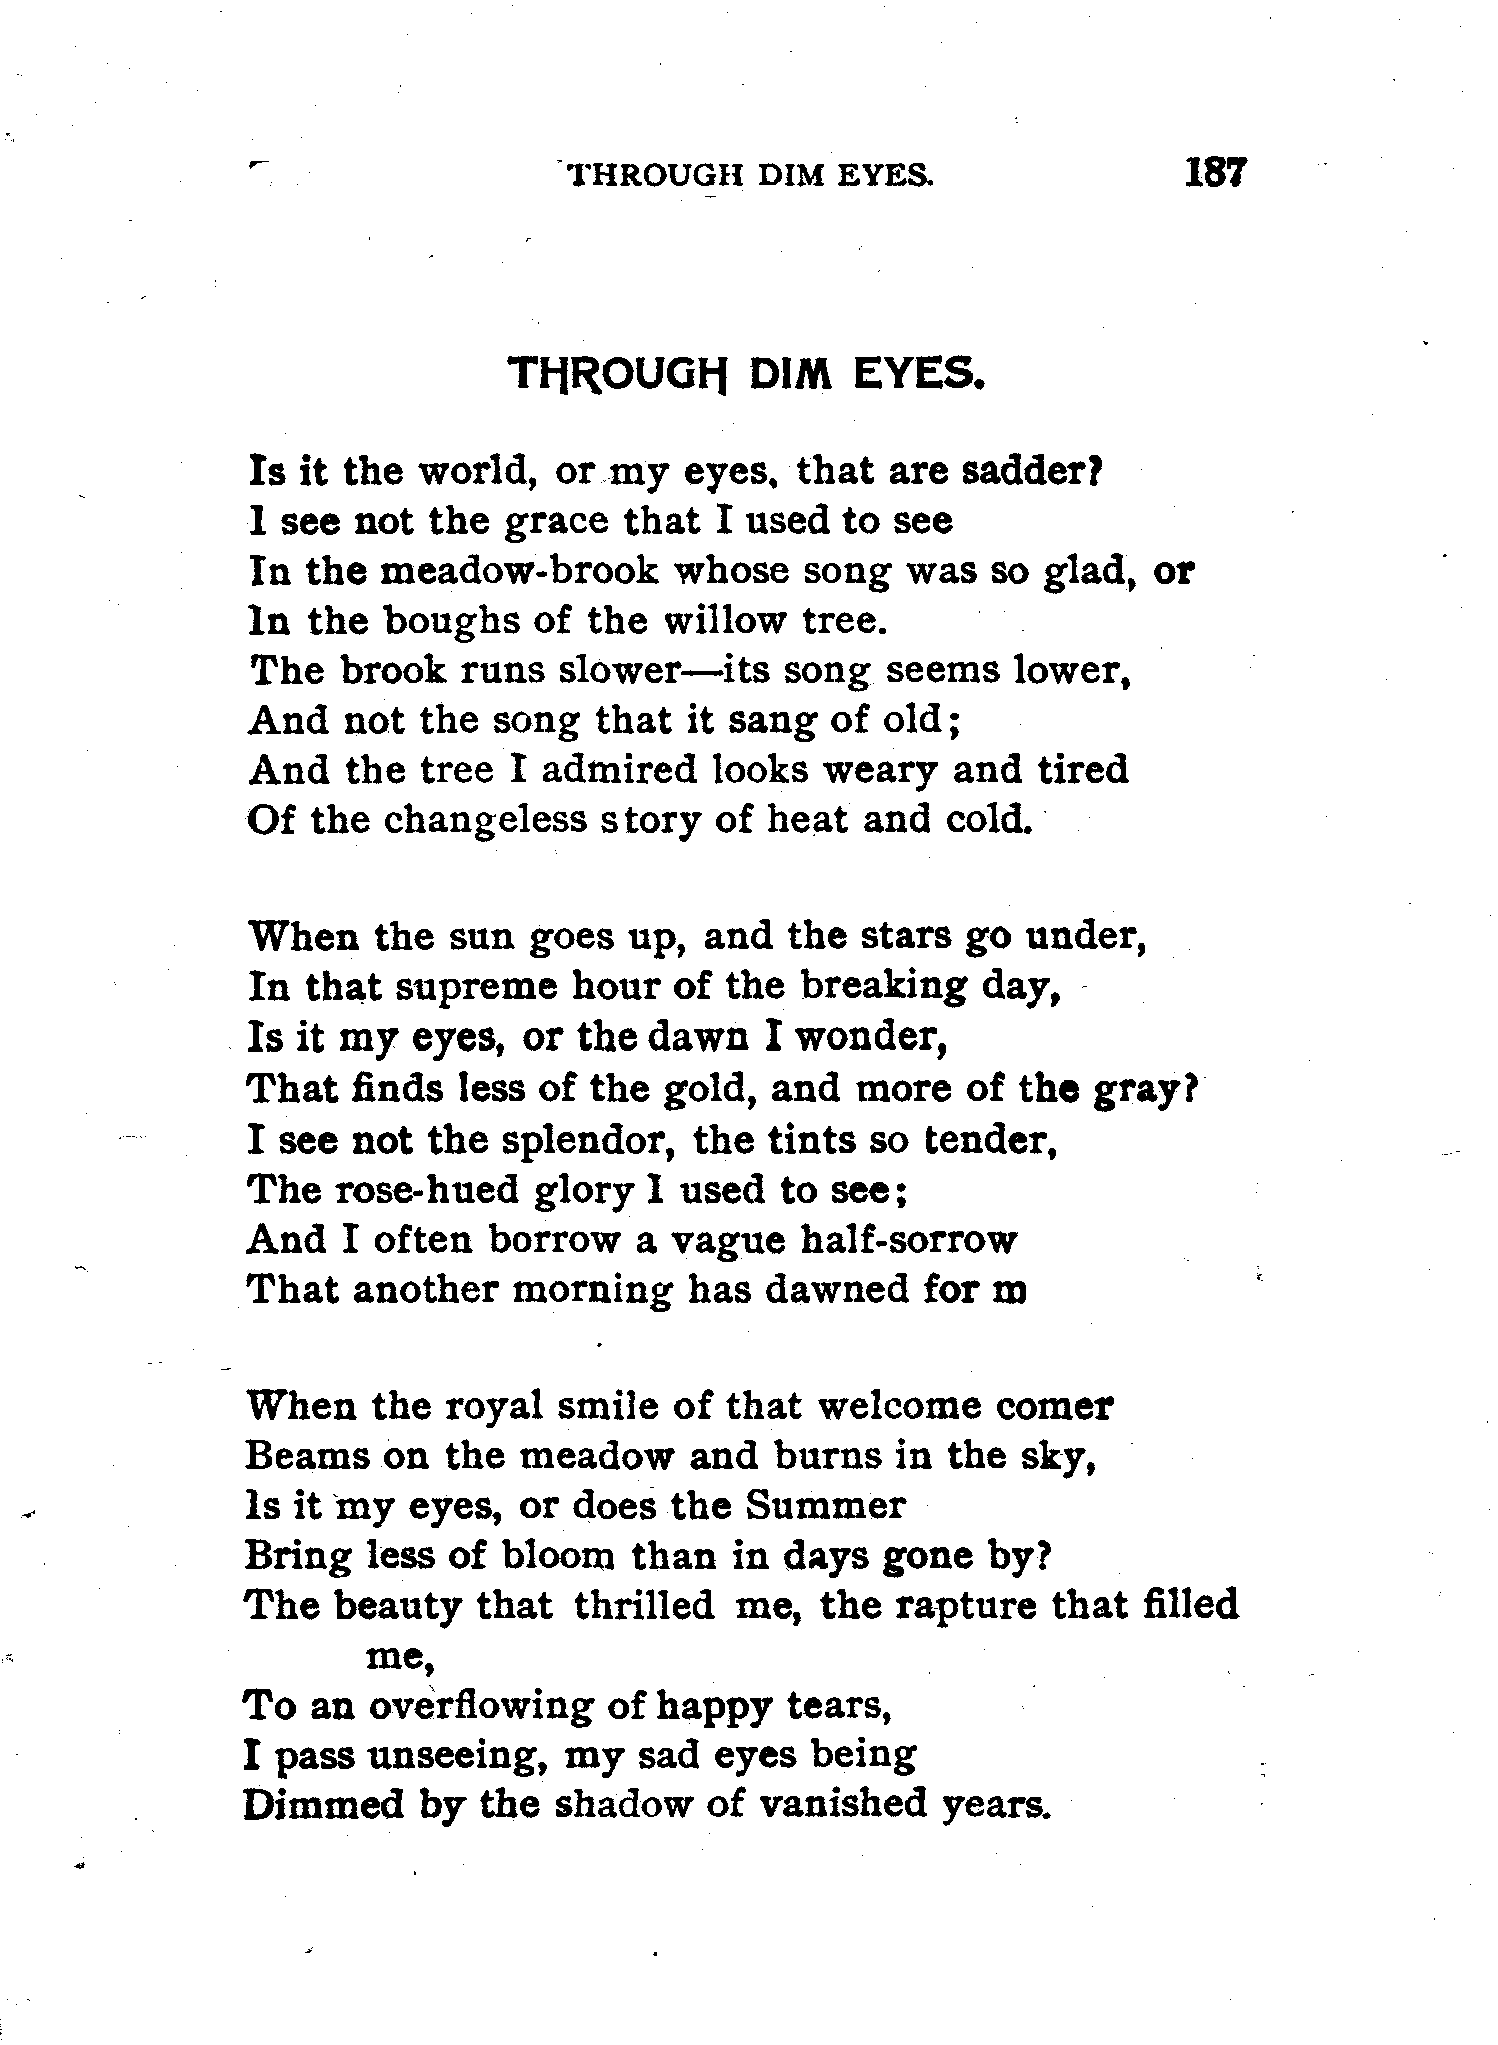 THROUGH DIM EYES. 187
THROUGH DIM EYES.
Is it the world, or my eyes, that are sadder?
I see not the grace that I used to see
In the meadow-brook whose song was so glad, or
In the boughs of the willow tree.
The brook runs slower—its song seems lower,
And not the song that it sang of old;
And the tree I admired looks weary and tired
Of the changeless story of heat and cold.
When the sun goes up, and the stars go under,
In that supreme hour of the breaking day,
Is it my eyes, or the dawn I wonder,
That finds less of the gold, and more of the gray?
I see not the splendor, the tints so tender,
The rose-hued glory I used to see;
And I often borrow a vague half-sorrow
That another morning has dawned for m
When the royal smile of that welcome comer
Beams on the meadow and burns in the sky,
Is it my eyes, or does the Summer
Bring less of bloom than in days gone by?
The beauty that thrilled me, the rapture that filled
me,
To an overflowing of happy tears,
I pass unseeing, my sad eyes being
Dimmed by the shadow of vanished years.